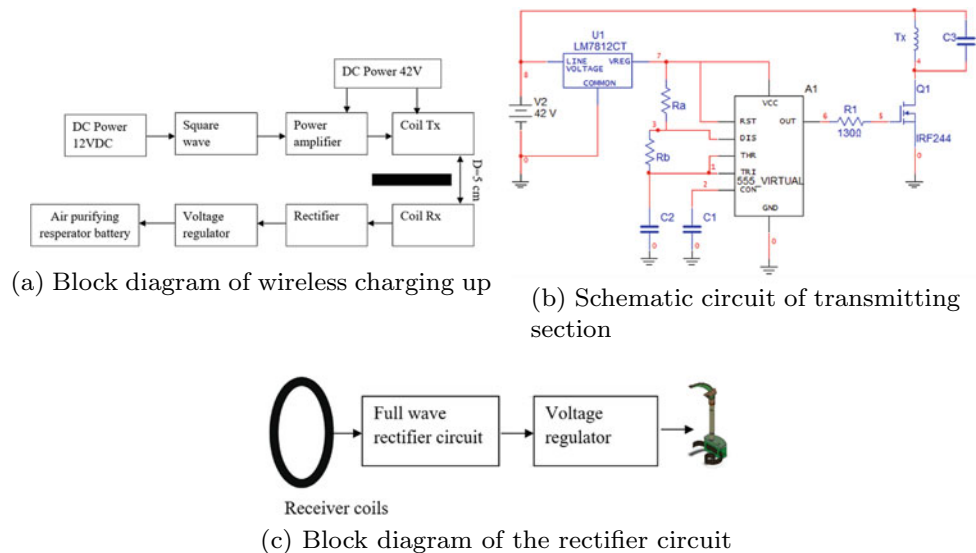 DC Power 42V
DC Power
12VDC
Square
wave
Power
amplifier
Coil Tx
D=5 cm
Air purifying
resperator battery
Voltage
regulator
Rectifier
Coil Rx
(a) Block diagram of wireless charging up
U1
LM7812CT
LINE
VOLTAGE
VREG
COMMON
8
7
V2
42 V
0
Ra
3
Rb
1
C2
0
2
C1
0
A1
VCC
RST
OUT
DIS
THR
TRI
555_VIRTUAL
CON
GND
0
6
R1
130Ω
5
Tx
C3
4
Q1
IRF244
0
(b) Schematic circuit of transmitting
section
Full wave
rectifier circuit
Voltage
regulator
Receiver coils
(c) Block diagram of the rectifier circuit